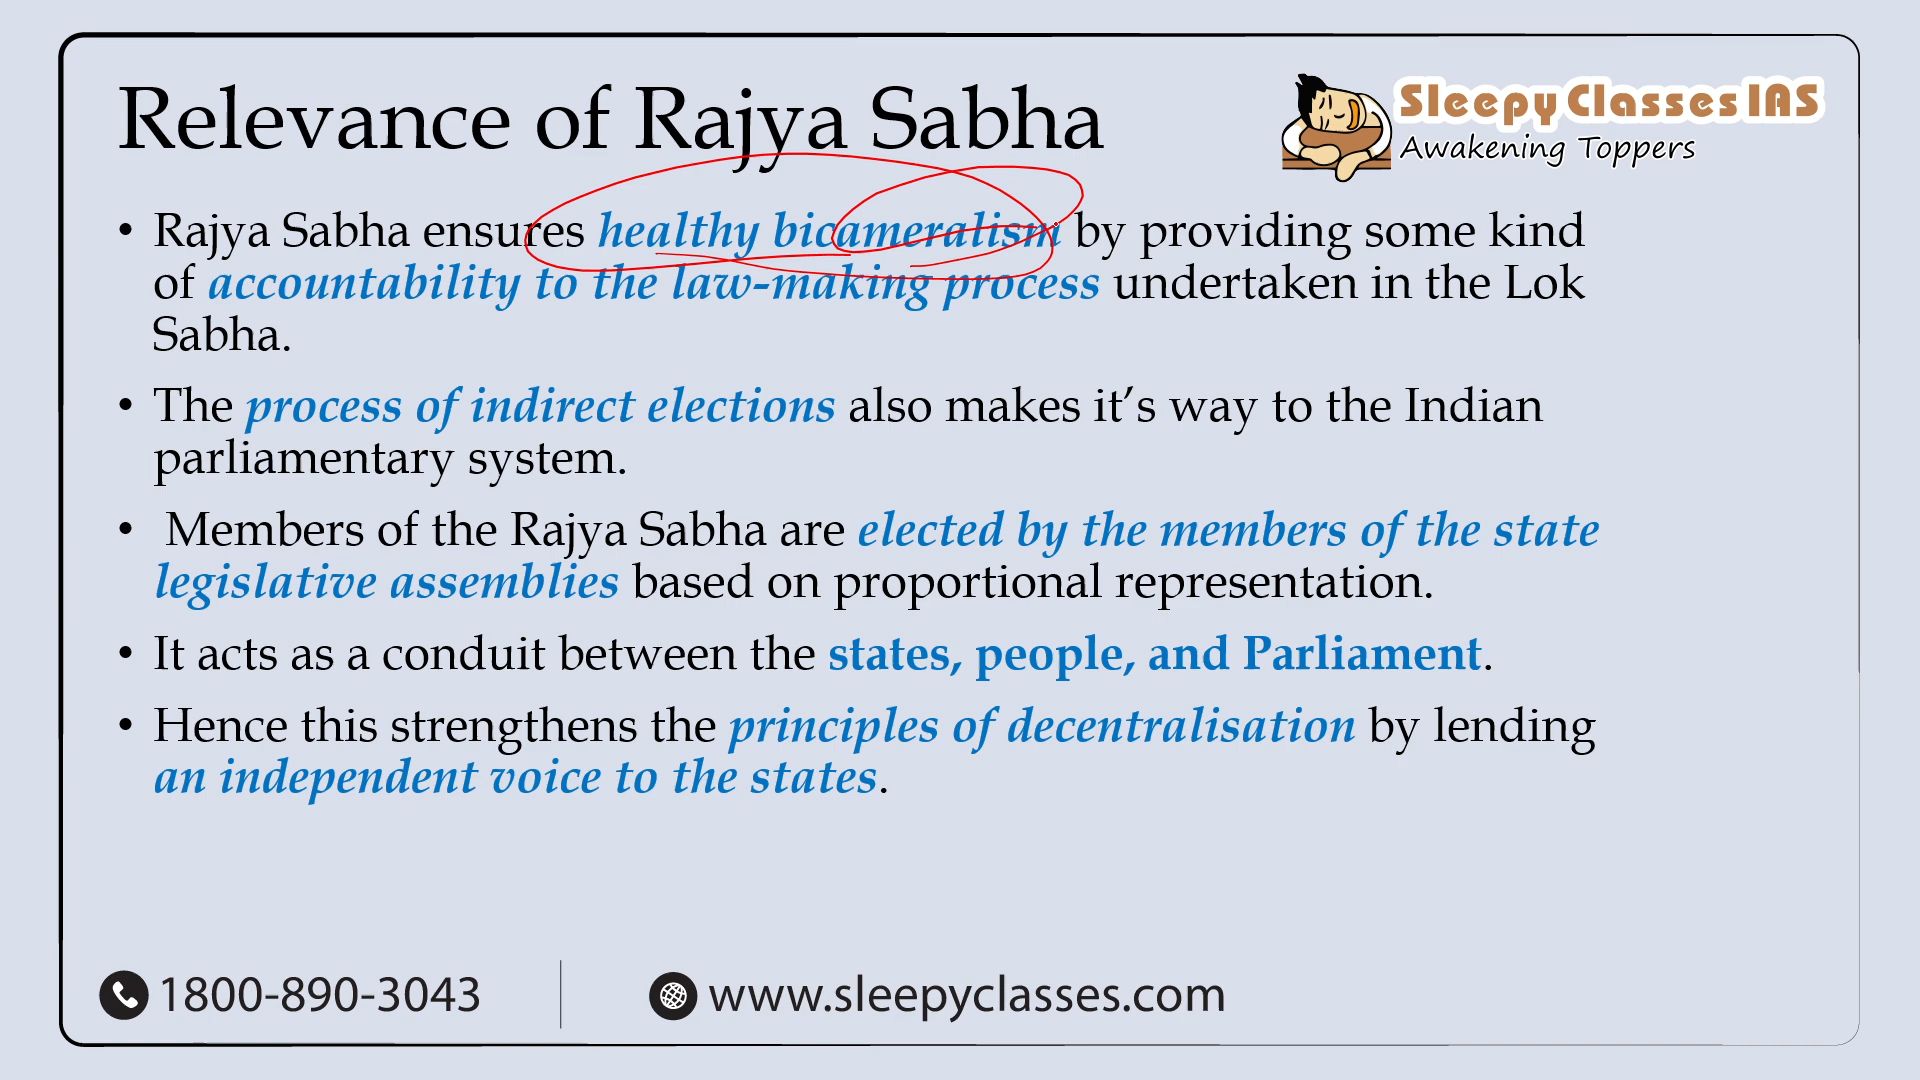 Relevance of Rajya Sabha
Sleepy Classes IAS
Awakening Toppers
• Rajya Sabha ensures healthy bicameralism by providing some kind
of accountability to the law-making process undertaken in the Lok
Sabha.
• The process of indirect elections also makes it’s way to the Indian
parliamentary system.
• Members of the Rajya Sabha are elected by the members of the state
legislative assemblies based on proportional representation.
• It acts as a conduit between the states, people, and Parliament.
• Hence this strengthens the principles of decentralisation by lending
an independent voice to the states.
1800-890-3043
www.sleepyclasses.com